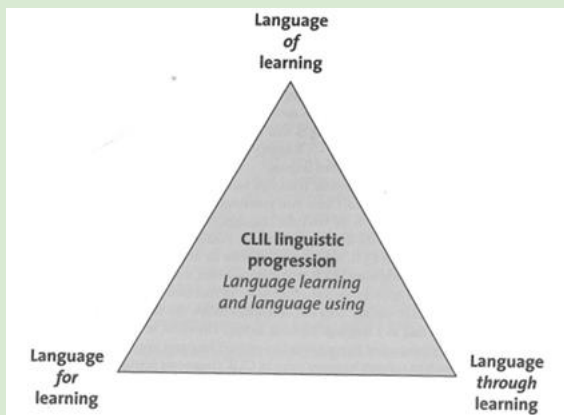 Language
of
learning
CLIL linguistic
progression
Language learning
and language using
Language
for
learning
Language
through
learning